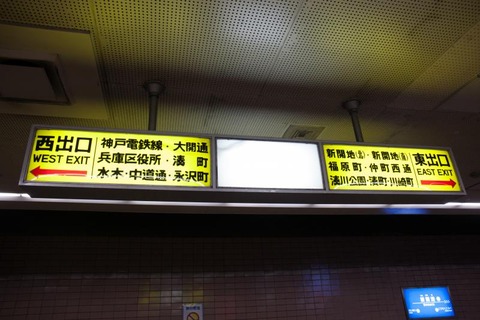 西出口
WEST EXIT
神戸電鉄線・大開通
兵庫区役所・湊町
水木・中道通・永沢町
新開地(北)・新開地(南)
福原町・仲町西通
湊川公園・湊町・川崎町
東出口
EAST EXIT